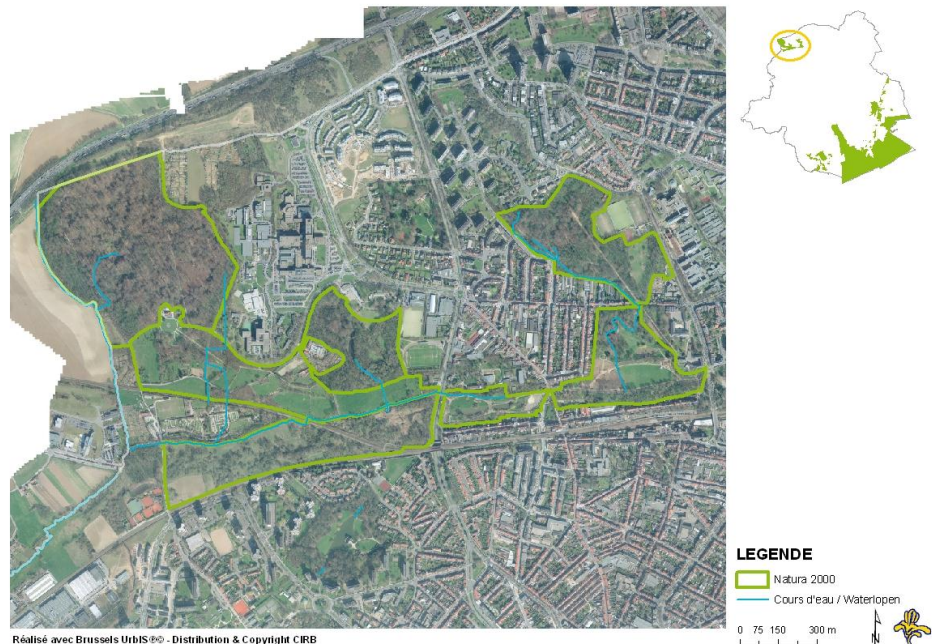 LEGENDE
Natura 2000
Cours d'eau / Waterlopen
0 75 150 300 m
N
Réalisé avec Brussels UrbIS®© - Distribution & Copyright CIRB